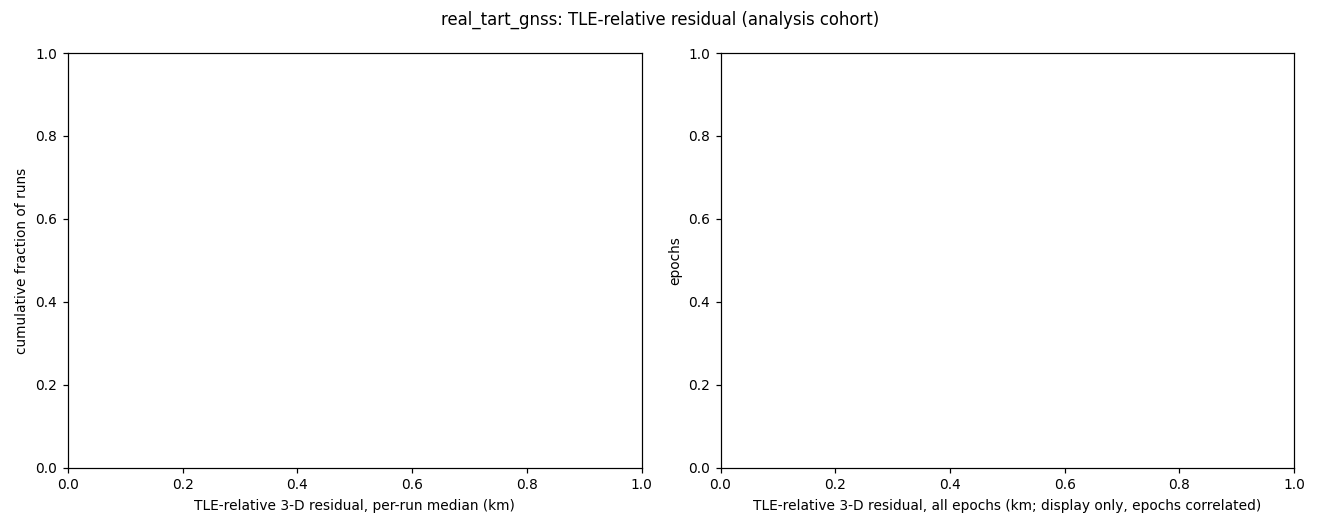 real_tart_gnss: TLE-relative residual (analysis cohort)
1.0
0.8
0.6
0.4
0.2
0.0
cumulative fraction of runs
0.0 0.2 0.4 0.6 0.8 1.0
TLE-relative 3-D residual, per-run median (km)
1.0
0.8
0.6
0.4
0.2
0.0
epochs
0.0 0.2 0.4 0.6 0.8 1.0
TLE-relative 3-D residual, all epochs (km; display only, epochs correlated)